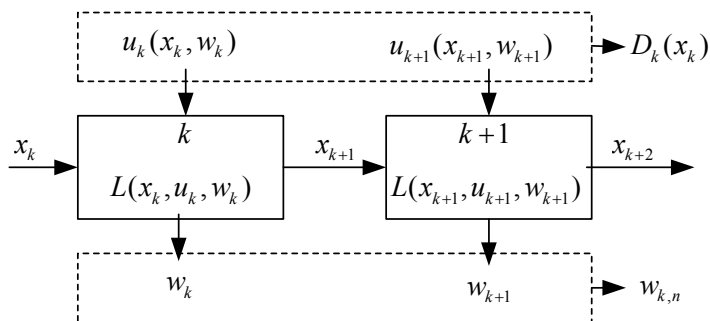 u_k(x_k, w_k) u_{k+1}(x_{k+1}, w_{k+1}) D_k(x_k)
k k+1
x_k x_{k+1} x_{k+2}
L(x_k, u_k, w_k) L(x_{k+1}, u_{k+1}, w_{k+1})
w_k w_{k+1} w_{k,n}